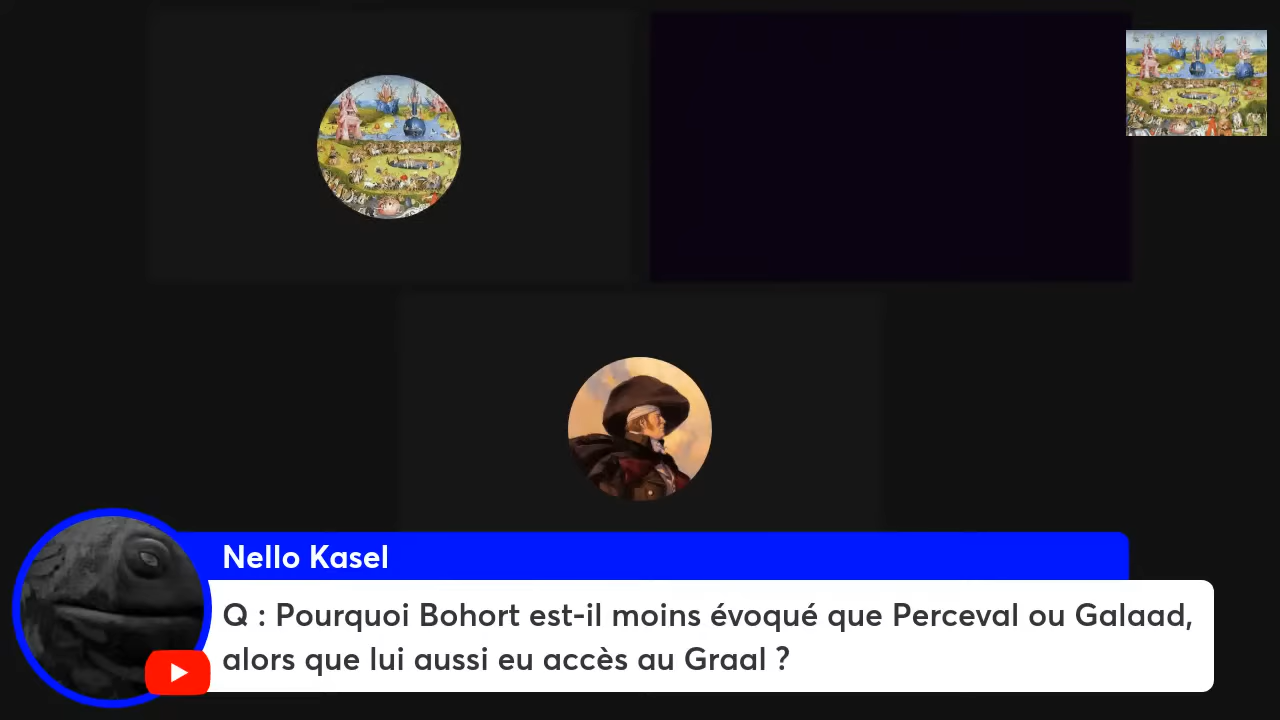 Nello Kasel
Q : Pourquoi Bohort est-il moins évoqué que Perceval ou Galaad,
alors que lui aussi eu accès au Graal ?